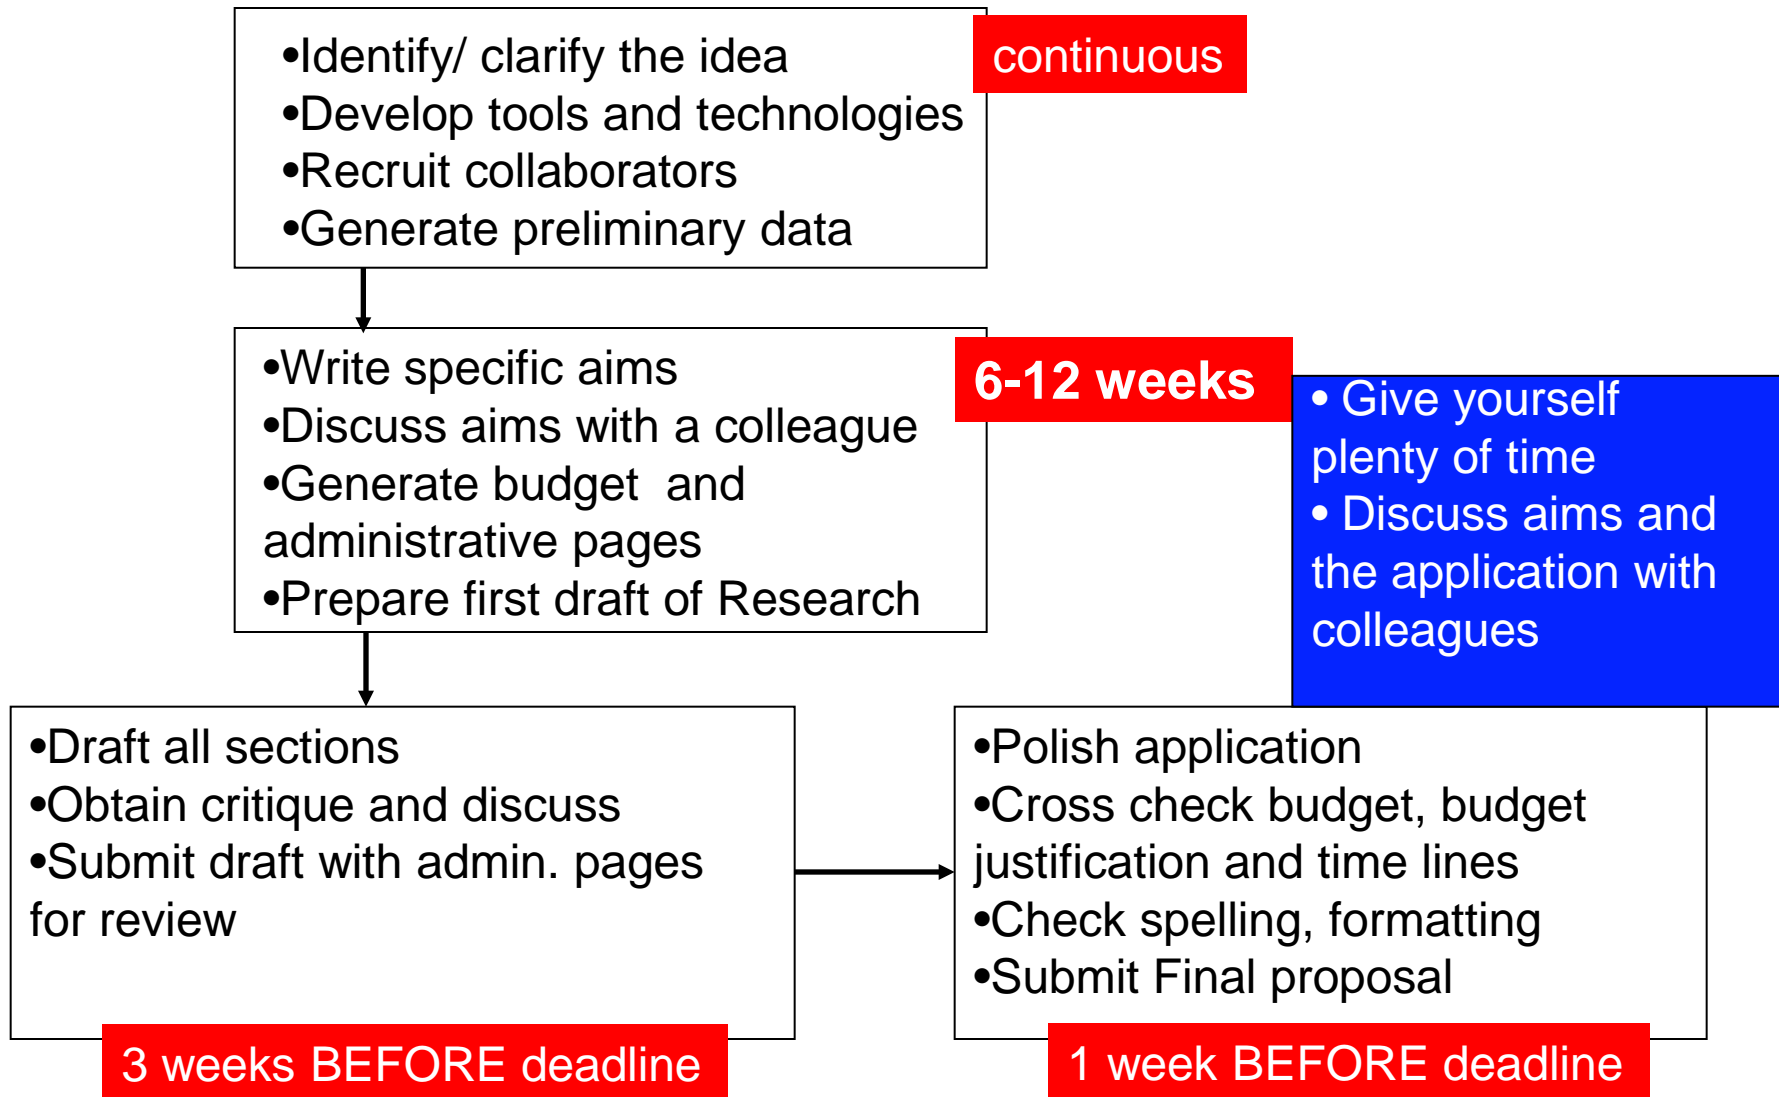 •Identify/ clarify the idea
•Develop tools and technologies
•Recruit collaborators
•Generate preliminary data
continuous
•Write specific aims
•Discuss aims with a colleague
•Generate budget  and
administrative pages
•Prepare first draft of Research
6-12 weeks
• Give yourself
plenty of time
• Discuss aims and
the application with
colleagues
•Draft all sections
•Obtain critique and discuss
•Submit draft with admin. pages
for review
3 weeks BEFORE deadline
•Polish application
•Cross check budget, budget
justification and time lines
•Check spelling, formatting
•Submit Final proposal
1 week BEFORE deadline